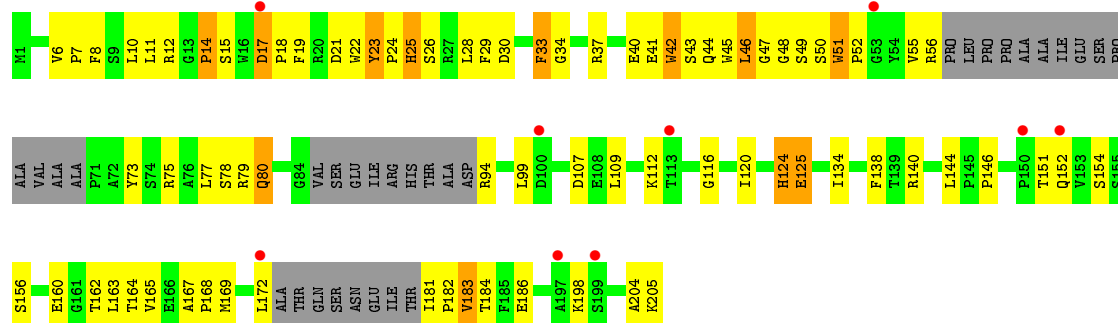 M1 V6 P7 F8 S9 L10 L11 R12 G13 P14 S15 W16 D17 P18 F19 R20 D21 W22 Y23 P24 H25 S26 R27 L28 F29 D30 F33 G34 R37 E40 E41 W42 S43 Q44 W45 L46 G47 G48 S49 S50 W51 P52 G53 Y54 V55 R56 PRO LEU PRO PRO ALA ALA ILE GLU SER PRO
ALA VAL ALA ALA P71 A72 Y73 S74 R75 A76 L77 S78 R79 Q80 G84 VAL SER GLU ILE ARG HIS THR ALA ASP R94 L99 D100 D107 E108 L109 K112 T113 G116 I120 H124 E125 I134 F138 T139 R140 L144 P145 P146 P150 T151 Q152 V153 S154 S155
S156 E160 G161 T162 L163 T164 V165 E166 A167 P168 M169 L172 ALA THR GLN SER ASN GLU ILE THR I181 P182 V183 T184 F185 E186 A197 K198 S199 A204 K205